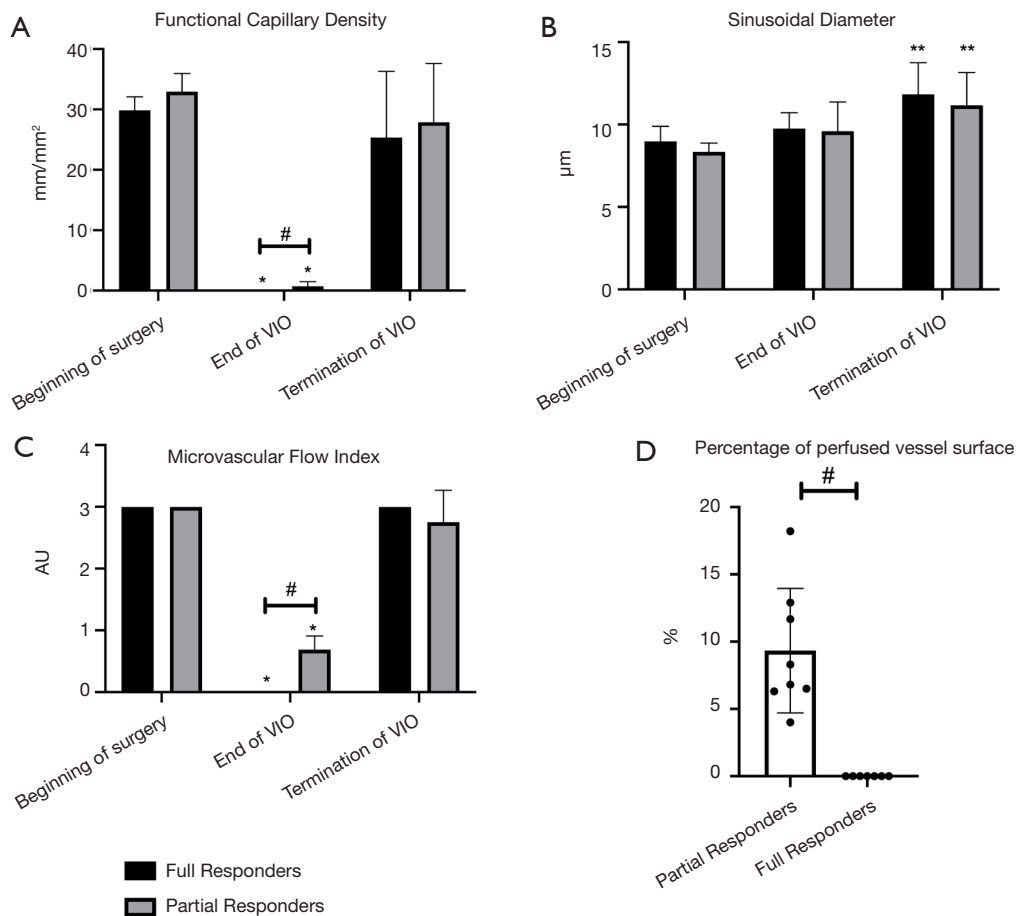 A
Functional Capillary Density
40
30
20
10
0
mm/mm²
#
*
*
Beginning of surgery
End of VIO
Termination of VIO
B
Sinusoidal Diameter
15
10
5
0
µm
**
**
Beginning of surgery
End of VIO
Termination of VIO
C
Microvascular Flow Index
4
3
2
1
0
AU
#
*
*
Beginning of surgery
End of VIO
Termination of VIO
D
Percentage of perfused vessel surface
#
20
15
10
5
0
%
Partial Responders
Full Responders
Full Responders
Partial Responders